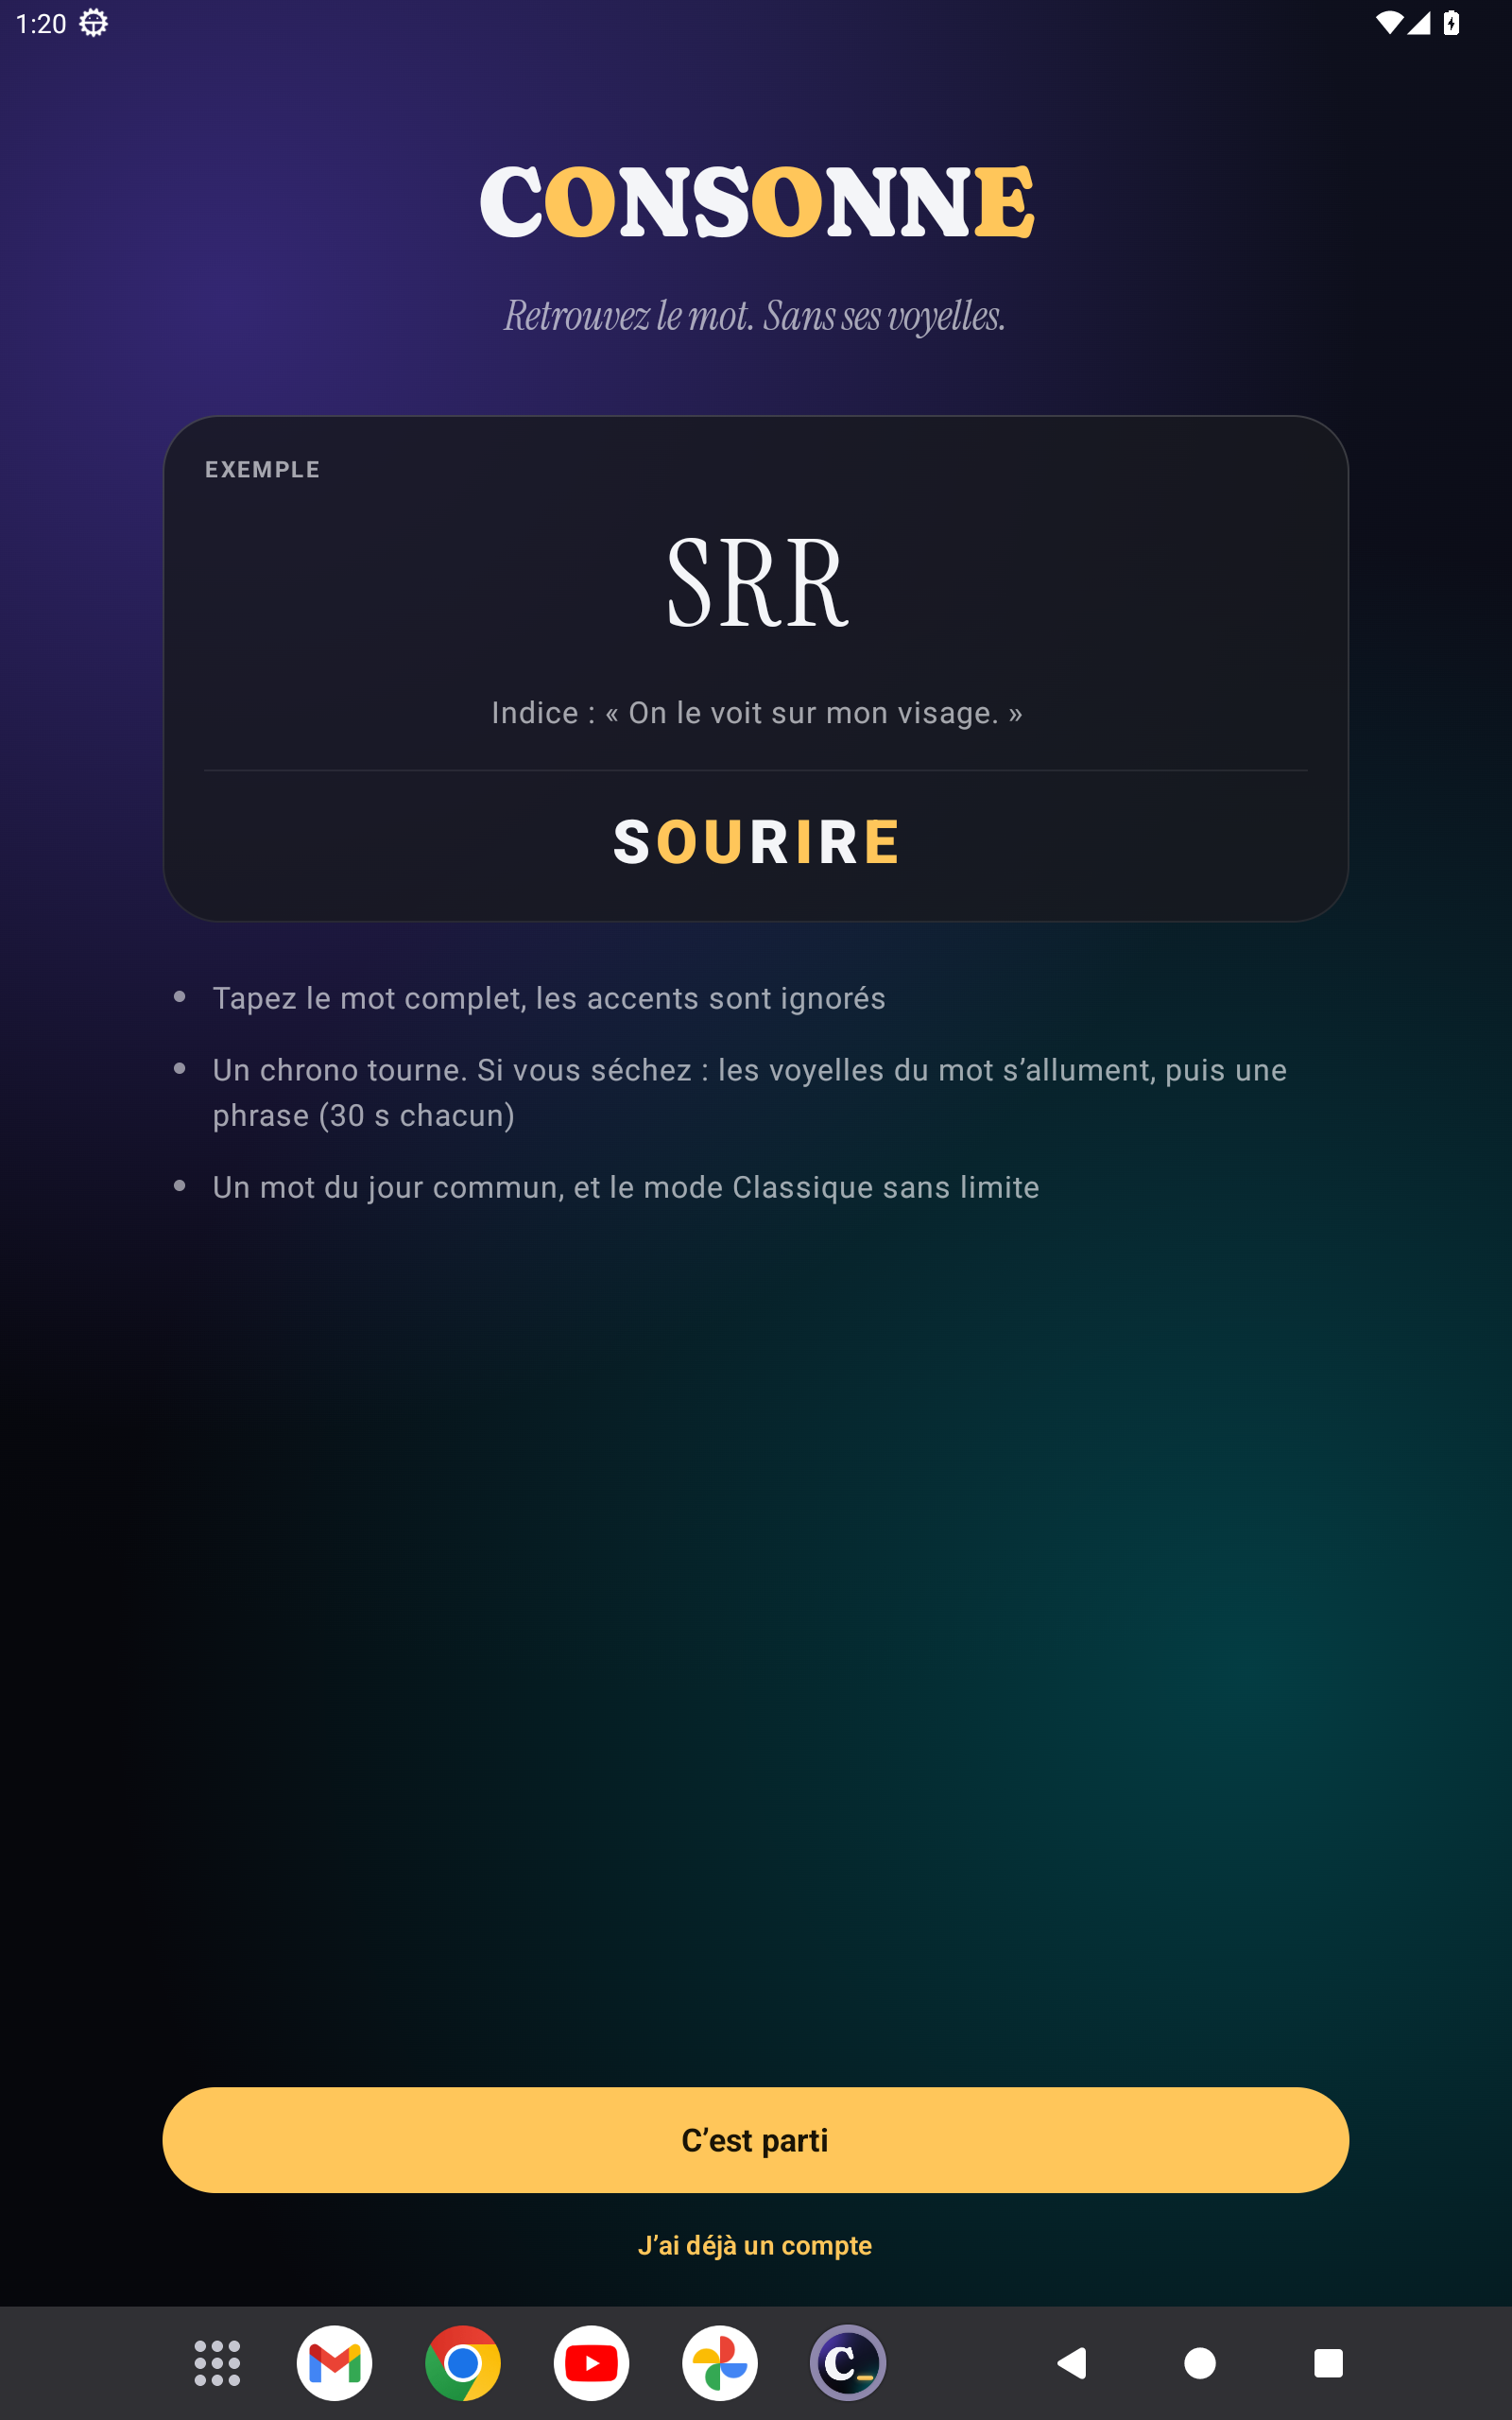 1:20
CONSONNE
Retrouvez le mot. Sans ses voyelles.
EXEMPLE
SRR
Indice : « On le voit sur mon visage. »
SOURIRE
• Tapez le mot complet, les accents sont ignorés
• Un chrono tourne. Si vous séchez : les voyelles du mot s’allument, puis une
phrase (30 s chacun)
• Un mot du jour commun, et le mode Classique sans limite
C’est parti
J’ai déjà un compte
C_